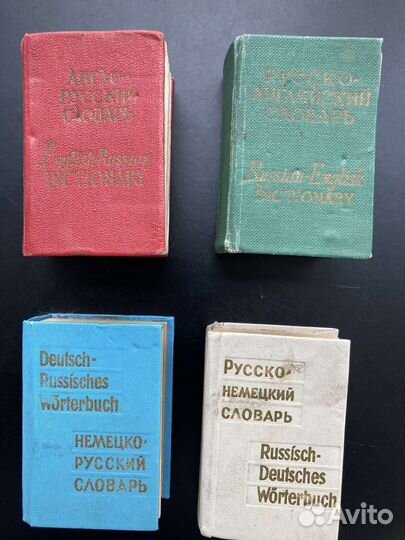 АНГЛО-
РУССКИЙ
СЛОВАРЬ
English-Russian
DICTIONARY
РУССКО-
АНГЛИЙСКИЙ
СЛОВАРЬ
Russian-English
DICTIONARY
Deutsch-
Russisches
Wörterbuch
НЕМЕЦКО-
РУССКИЙ
СЛОВАРЬ
РУССКО-
НЕМЕЦКИЙ
СЛОВАРЬ
Russisch-
Deutsches
Wörterbuch
Avito